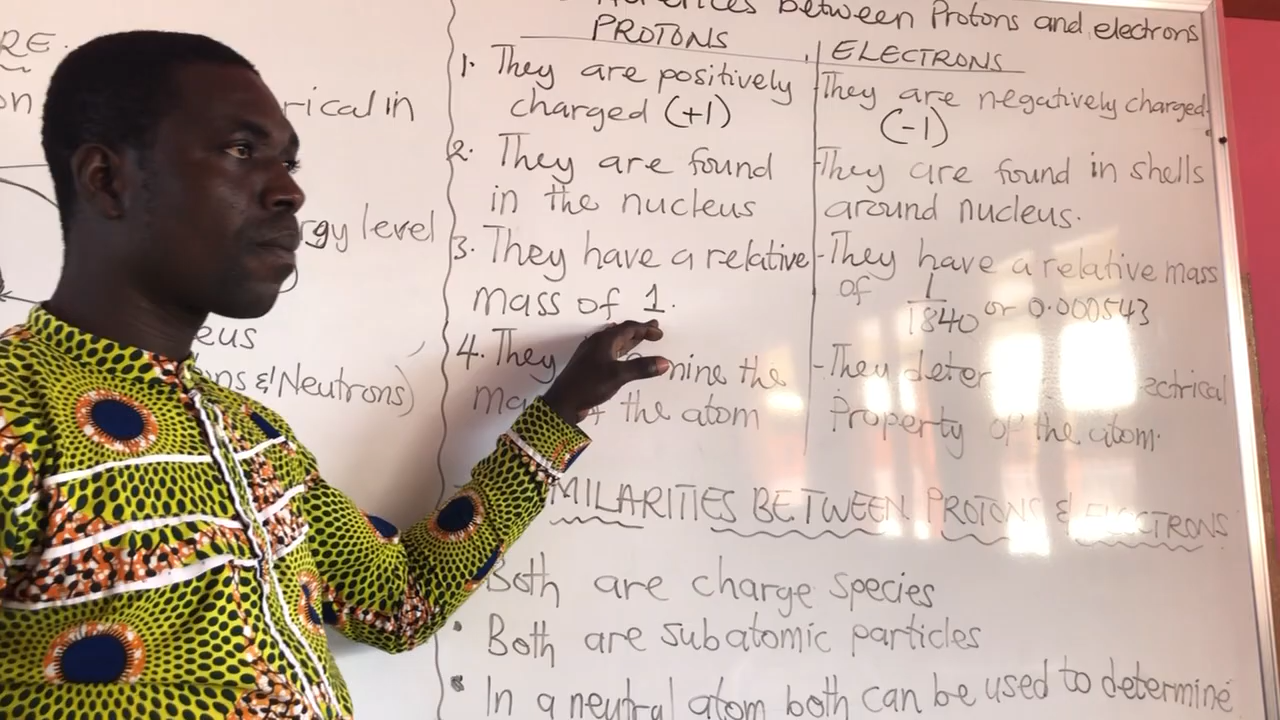 RE.
on
rical in
rgy level
eus
ons & Neutrons)
between Protons and electrons
PROTONS
1. They are positively
charged (+1)
2. They are found
in the nucleus
3. They have a relative
mass of 1.
4. They mine the
the atom
ELECTRONS
They are negatively charged.
(-1)
They are found in shells
around nucleus.
- They have a relative mass
of 1/1840 or 0.000543
- They deter ectrical
Property of the atom.
MILARITIES BETWEEN PROTONS & ELECTRONS
Both are charge species
• Both are subatomic particles
• In a neutral atom both can be used to determine